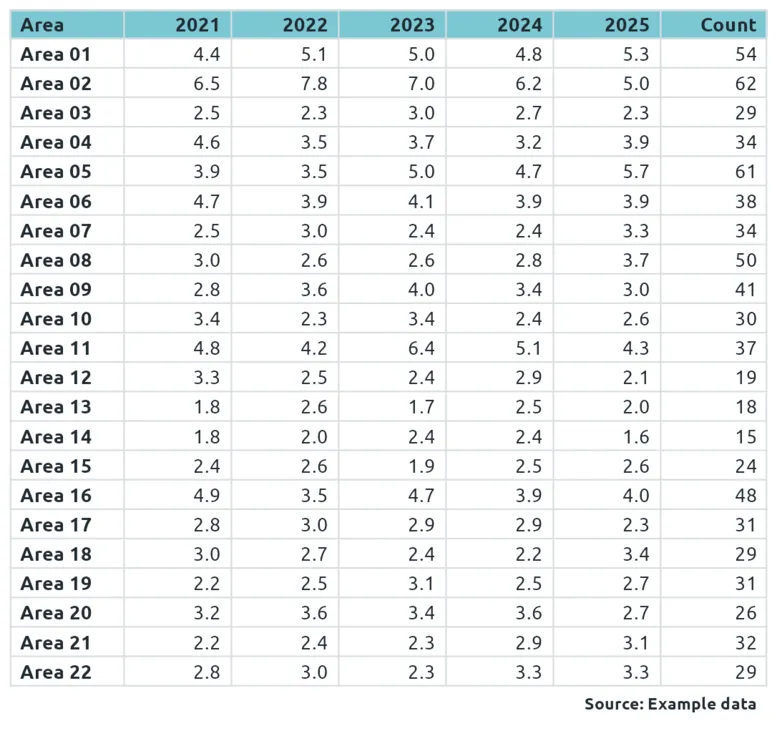 Area 2021 2022 2023 2024 2025 Count
Area 01 4.4 5.1 5.0 4.8 5.3 54
Area 02 6.5 7.8 7.0 6.2 5.0 62
Area 03 2.5 2.3 3.0 2.7 2.3 29
Area 04 4.6 3.5 3.7 3.2 3.9 34
Area 05 3.9 3.5 5.0 4.7 5.7 61
Area 06 4.7 3.9 4.1 3.9 3.9 38
Area 07 2.5 3.0 2.4 2.4 3.3 34
Area 08 3.0 2.6 2.6 2.8 3.7 50
Area 09 2.8 3.6 4.0 3.4 3.0 41
Area 10 3.4 2.3 3.4 2.4 2.6 30
Area 11 4.8 4.2 6.4 5.1 4.3 37
Area 12 3.3 2.5 2.4 2.9 2.1 19
Area 13 1.8 2.6 1.7 2.5 2.0 18
Area 14 1.8 2.0 2.4 2.4 1.6 15
Area 15 2.4 2.6 1.9 2.5 2.6 24
Area 16 4.9 3.5 4.7 3.9 4.0 48
Area 17 2.8 3.0 2.9 2.9 2.3 31
Area 18 3.0 2.7 2.4 2.2 3.4 29
Area 19 2.2 2.5 3.1 2.5 2.7 31
Area 20 3.2 3.6 3.4 3.6 2.7 26
Area 21 2.2 2.4 2.3 2.9 3.1 32
Area 22 2.8 3.0 2.3 3.3 3.3 29
Source: Example data